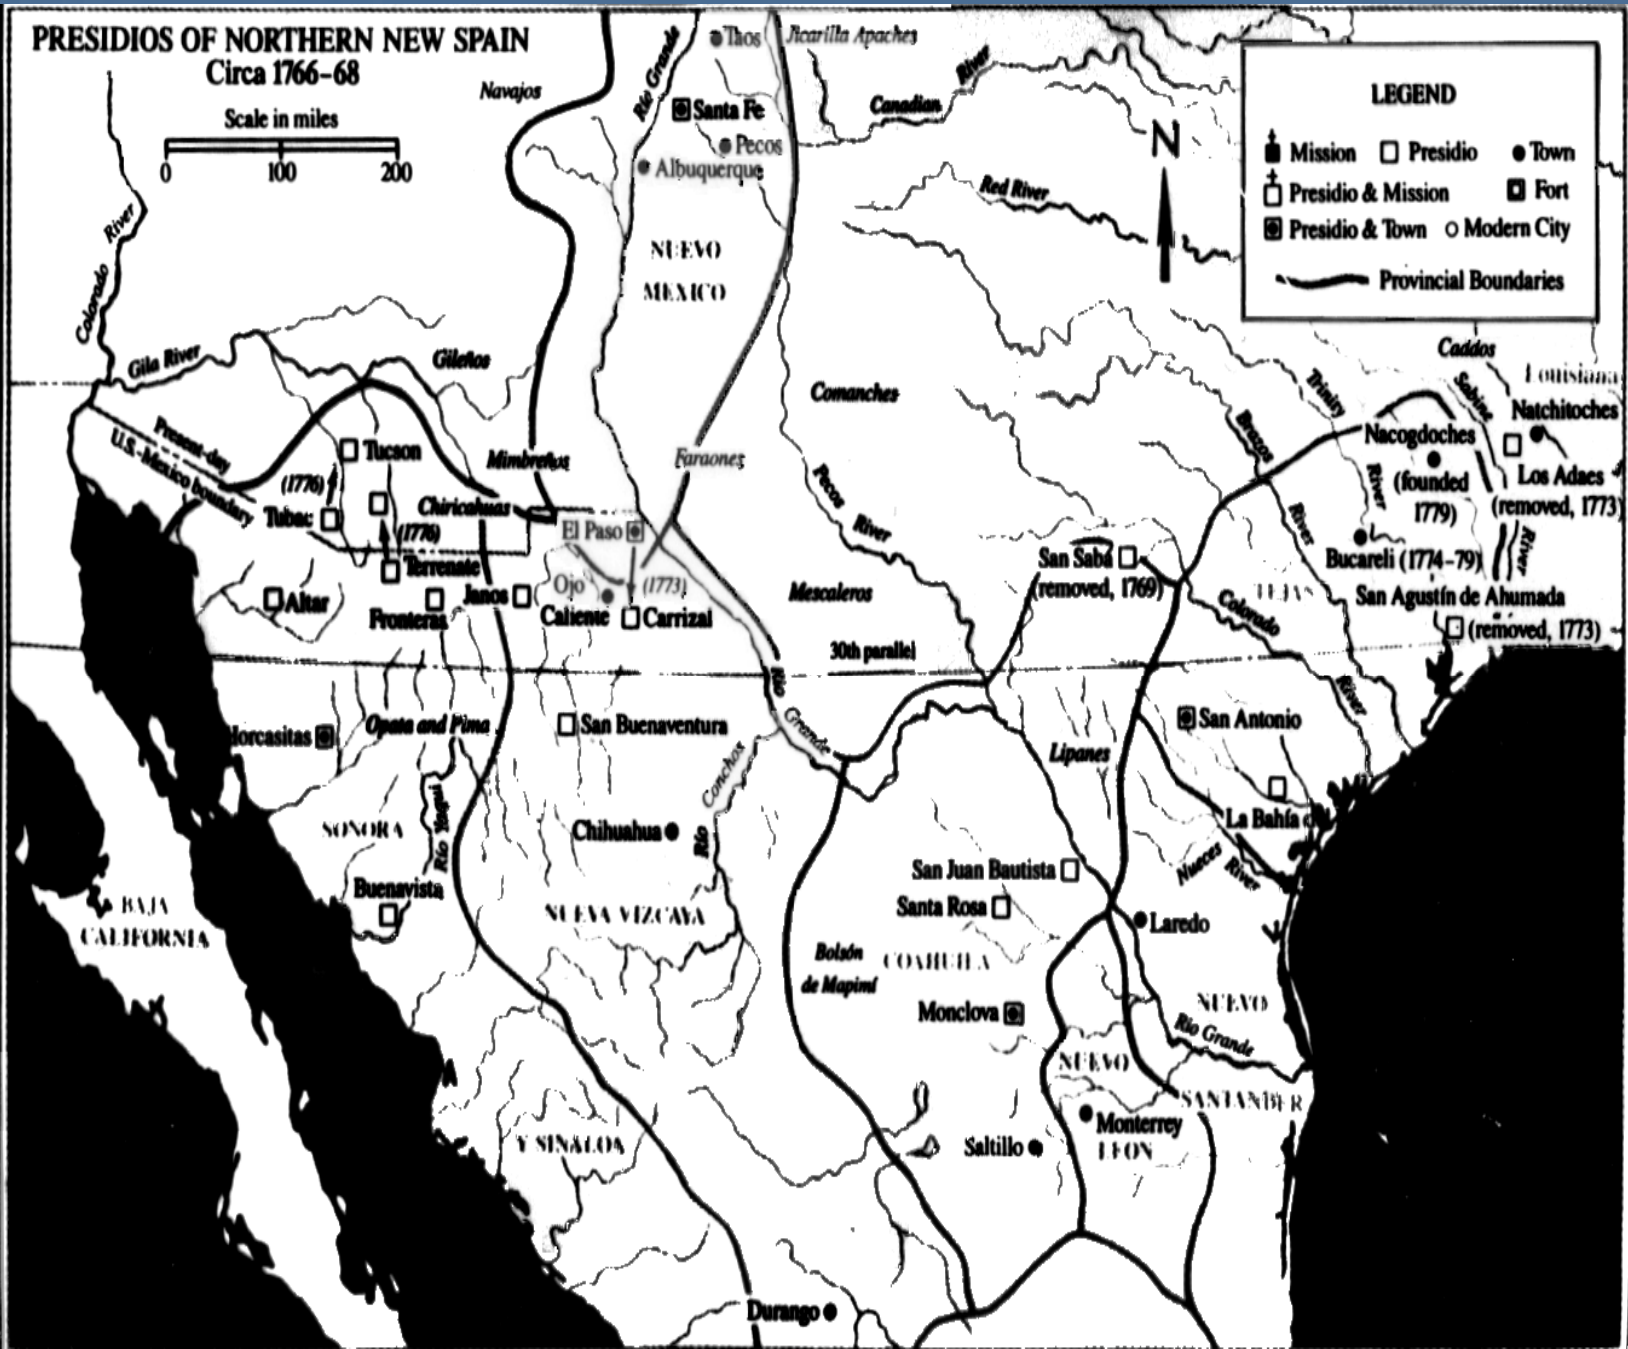 PRESIDIOS OF NORTHERN NEW SPAIN
Circa 1766-68
Scale in miles
0 100 200
LEGEND
Mission Presidio Town
Presidio & Mission Fort
Presidio & Town Modern City
Provincial Boundaries
N
Navajos
Rio Grande
Thos
Jicarilla Apaches
Santa Fe
Pecos
Albuquerque
Canadian River
Red River
NUEVO
MEXICO
Colorado River
Gila River
Gileños
Comanches
Caddos
Louisiana
Trinity
Sabine
Natchitoches
Brazos
Nacogdoches
(founded
1779)
River
Los Adaes
(removed, 1773)
Present-day
U.S.-Mexico boundary
Tucson
(1776)
Tubac
(1776)
Mimbreños
Faraones
Chiricahuas
El Paso
Pecos River
River
River
Bucareli (1774-79)
San Sabá
(removed, 1769)
Terrenate
Altar
Fronteras
Janos
Ojo
Caliente
(1773)
Carrizal
Mescaleros
TEJAS
Colorado
River
San Agustín de Ahumada
(removed, 1773)
30th parallel
Rio
Grande
Horcasitas
Opata and Pima
San Buenaventura
Conchos
Río
Lipanes
San Antonio
La Bahía
Nueces River
SONORA
Río Yaqui
Chihuahua
San Juan Bautista
Santa Rosa
Buenavista
BAJA
CALIFORNIA
NUEVA VIZCAYA
Laredo
Bolsón
de Mapimí
COAHUILA
Monclova
NUEVO
Río Grande
NUEVO
SANTANDER
Y SINALOA
Saltillo
Monterrey
LEON
Durango